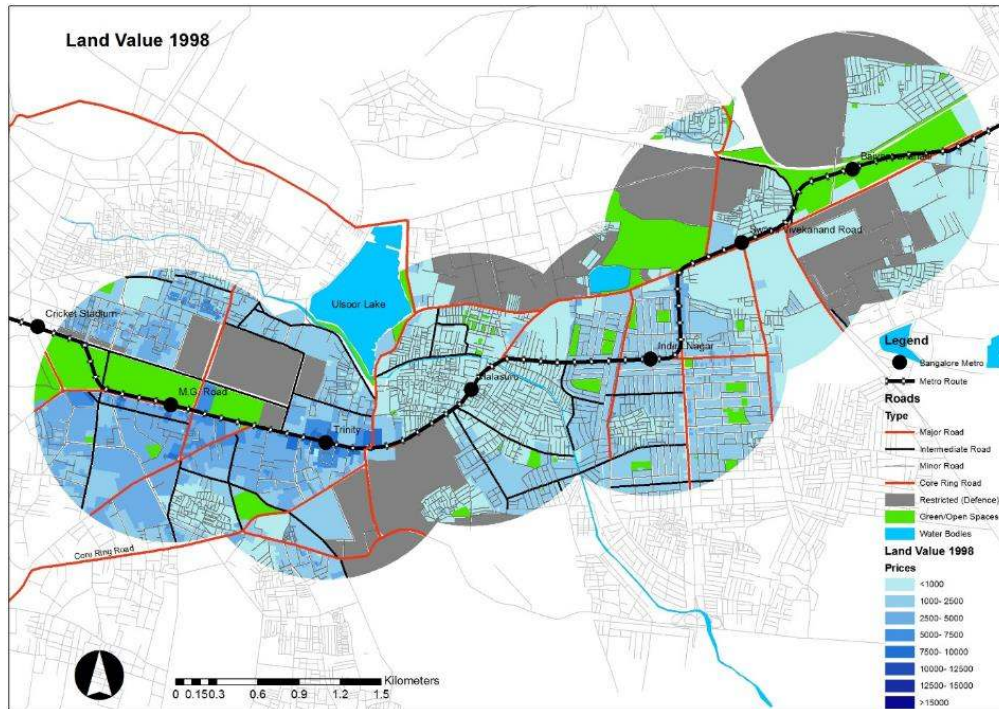 Land Value 1998
Ulsoor Lake
Cricket Stadium
M.G. Road
Trinity
Indira Nagar
Swami Vivekanand Road
Core Ring Road
0 0.15 0.3 0.6 0.9 1.2 1.5
Kilometers
Legend
Bangalore Metro
Metro Route
Roads
Type
Major Road
Intermediate Road
Minor Road
Core Ring Road
Restricted (Defence)
Green/Open Spaces
Water Bodies
Land Value 1998
Prices
<1000
1000- 2500
2500- 5000
5000- 7500
7500- 10000
10000- 12500
12500- 15000
>15000